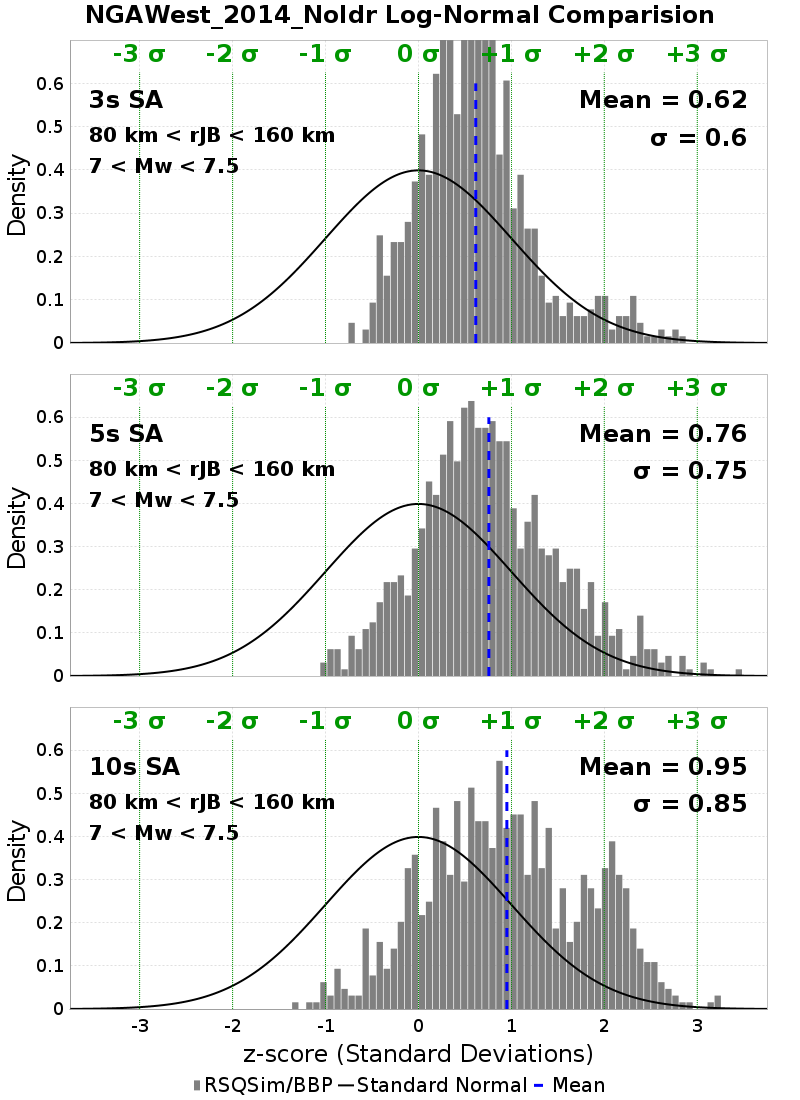 NGAWest_2014_NoIdr Log-Normal Comparision
-3 σ -2 σ -1 σ 0 σ +1 σ +2 σ +3 σ
3s SA
Mean = 0.62
80 km < rJB < 160 km
σ = 0.6
7 < Mw < 7.5
Density
0.6
0.5
0.4
0.3
0.2
0.1
0
-3 σ -2 σ -1 σ 0 σ +1 σ +2 σ +3 σ
5s SA
Mean = 0.76
80 km < rJB < 160 km
σ = 0.75
7 < Mw < 7.5
Density
0.6
0.5
0.4
0.3
0.2
0.1
0
-3 σ -2 σ -1 σ 0 σ +1 σ +2 σ +3 σ
10s SA
Mean = 0.95
80 km < rJB < 160 km
σ = 0.85
7 < Mw < 7.5
Density
0.6
0.5
0.4
0.3
0.2
0.1
0
-3 -2 -1 0 1 2 3
z-score (Standard Deviations)
RSQSim/BBP Standard Normal Mean